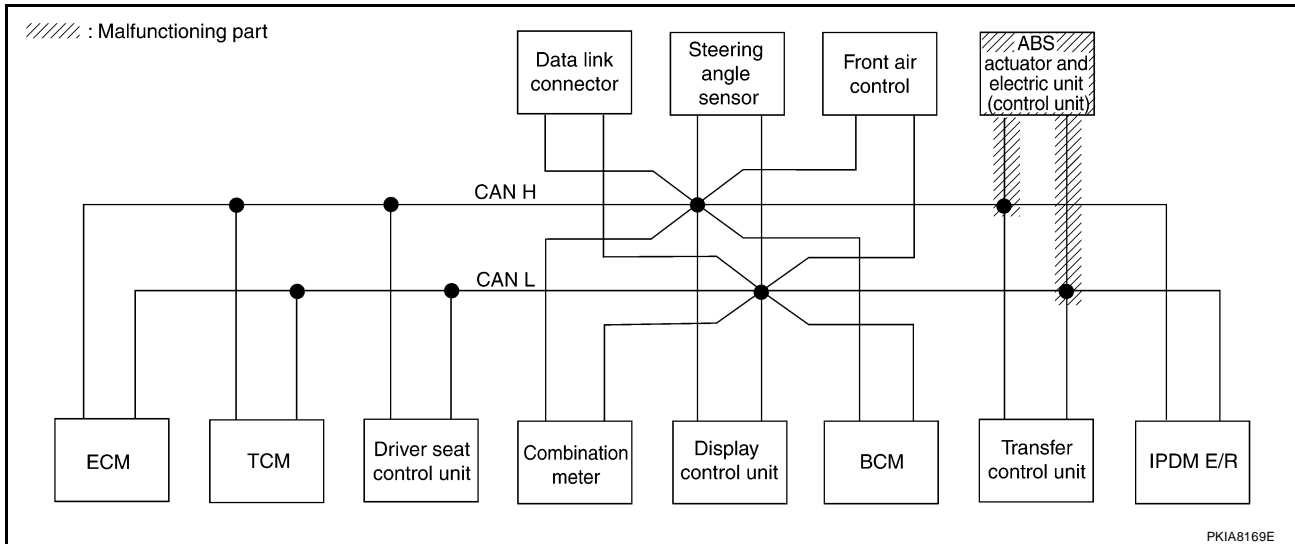 : Malfunctioning part
Data link
connector
Steering
angle
sensor
Front air
control
ABS
actuator and
electric unit
(control unit)
CAN H
CAN L
ECM
TCM
Driver seat
control unit
Combination
meter
Display
control unit
BCM
Transfer
control unit
IPDM E/R
PKIA8169E